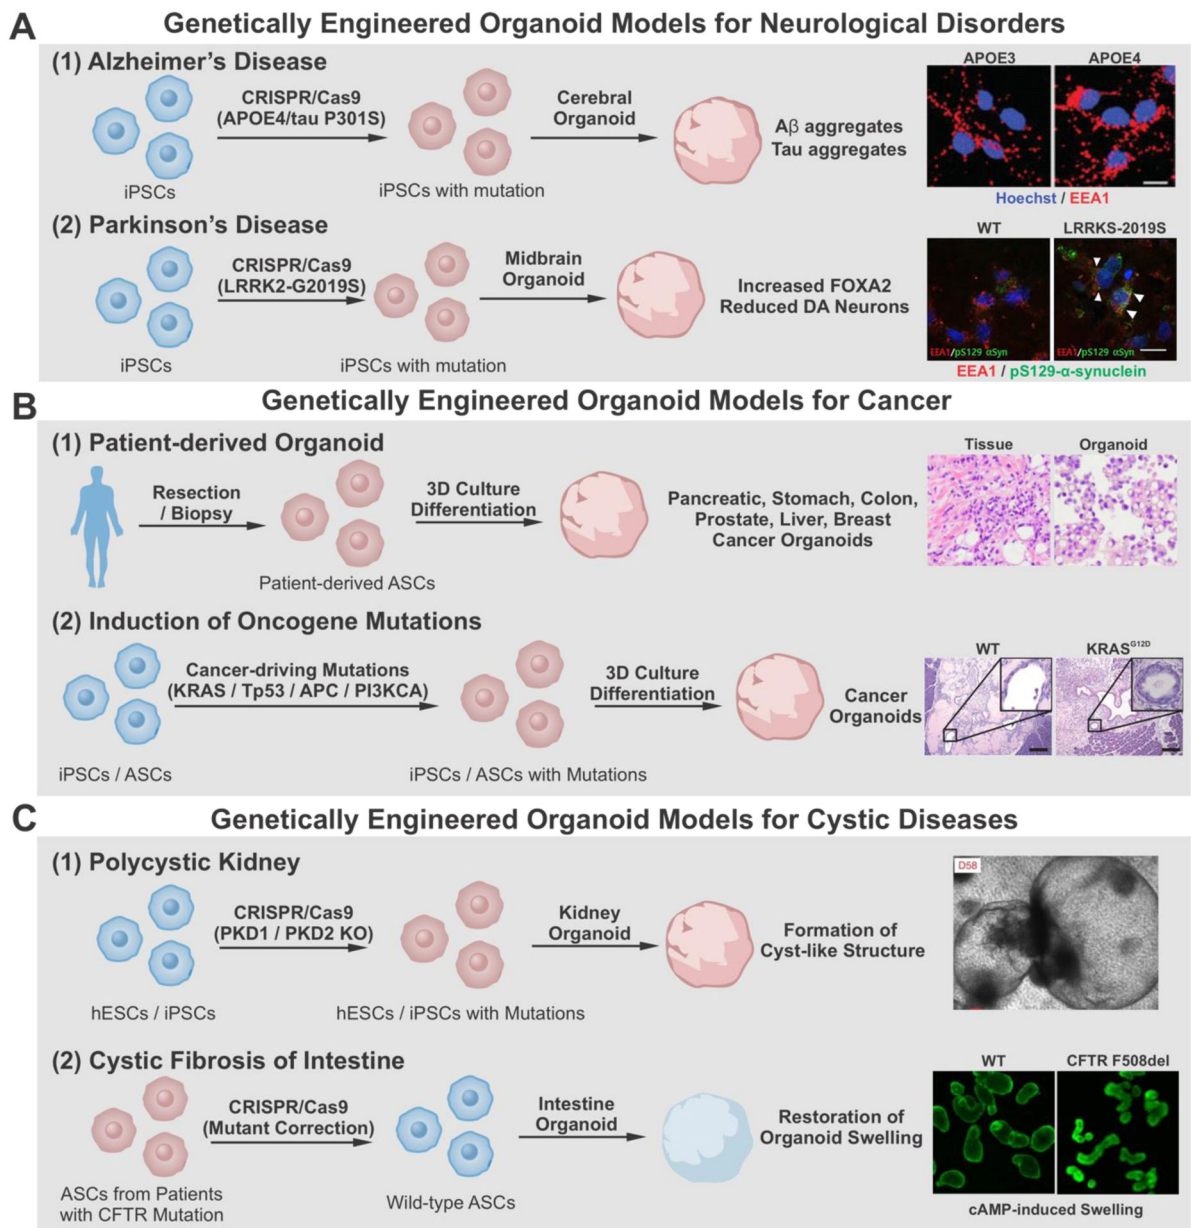 A
Genetically Engineered Organoid Models for Neurological Disorders
(1) Alzheimer's Disease
iPSCs
CRISPR/Cas9
(APOE4/tau P301S)
iPSCs with mutation
Cerebral
Organoid
Aβ aggregates
Tau aggregates
APOE3
APOE4
Hoechst / EEA1
(2) Parkinson's Disease
iPSCs
CRISPR/Cas9
(LRRK2-G2019S)
iPSCs with mutation
Midbrain
Organoid
Increased FOXA2
Reduced DA Neurons
WT
LRRKS-2019S
EEA1/pS129 αSyn
EEA1/pS129 αSyn
EEA1 / pS129-α-synuclein
B
Genetically Engineered Organoid Models for Cancer
(1) Patient-derived Organoid
Resection
/ Biopsy
Patient-derived ASCs
3D Culture
Differentiation
Pancreatic, Stomach, Colon,
Prostate, Liver, Breast
Cancer Organoids
Tissue
Organoid
(2) Induction of Oncogene Mutations
iPSCs / ASCs
Cancer-driving Mutations
(KRAS / Tp53 / APC / PI3KCA)
iPSCs / ASCs with Mutations
3D Culture
Differentiation
Cancer
Organoids
WT
KRASG12D
C
Genetically Engineered Organoid Models for Cystic Diseases
(1) Polycystic Kidney
hESCs / iPSCs
CRISPR/Cas9
(PKD1 / PKD2 KO)
hESCs / iPSCs with Mutations
Kidney
Organoid
Formation of
Cyst-like Structure
D58
(2) Cystic Fibrosis of Intestine
ASCs from Patients
with CFTR Mutation
CRISPR/Cas9
(Mutant Correction)
Wild-type ASCs
Intestine
Organoid
Restoration of
Organoid Swelling
WT
CFTR F508del
cAMP-induced Swelling